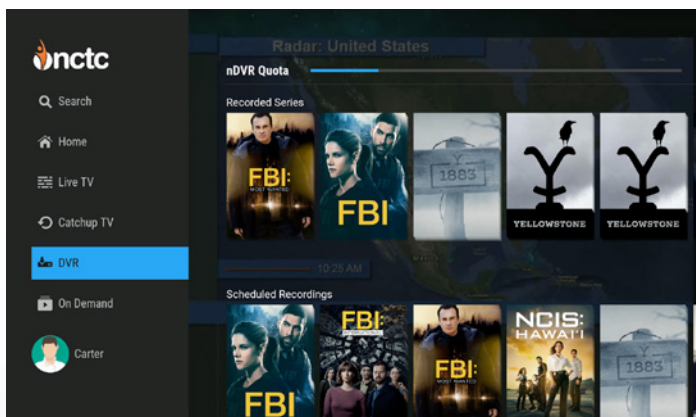 nctc
Search
Home
Live TV
Catchup TV
DVR
On Demand
Carter
Radar: United States
nDVR Quota
Recorded Series
FBI:
MOST WANTED
FBI
1883
YELLOWSTONE
YELLOWSTONE
10:25 AM
Scheduled Recordings
FBI
FBI:
INTERNATIONAL
FBI:
MOST WANTED
NCIS:
HAWAI'I
1883